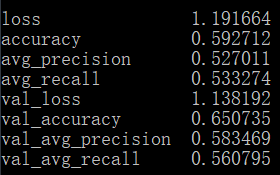 loss 1.191664
accuracy 0.592712
avg_precision 0.527011
avg_recall 0.533274
val_loss 1.138192
val_accuracy 0.650735
val_avg_precision 0.583469
val_avg_recall 0.560795